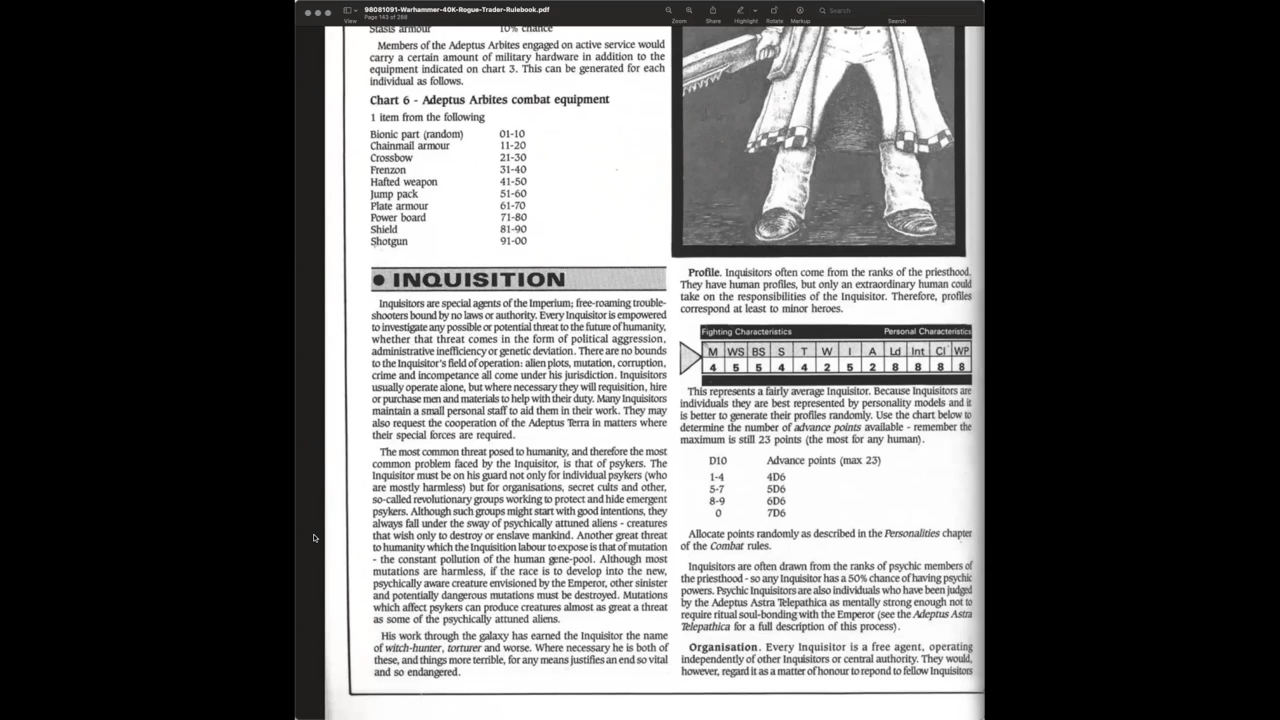 98081091-Warhammer-40K-Rogue-Trader-Rulebook.pdf
Page 143 of 288
View
Zoom
Share
Highlight
Rotate
Markup
Search
Search
Stasis armour 10% chance
Members of the Adeptus Arbites engaged on active service would
carry a certain amount of military hardware in addition to the
equipment indicated on chart 3. This can be generated for each
individual as follows.
Chart 6 - Adeptus Arbites combat equipment
1 item from the following
Bionic part (random) 01-10
Chainmail armour 11-20
Crossbow 21-30
Frenzon 31-40
Hafted weapon 41-50
Jump pack 51-60
Plate armour 61-70
Power board 71-80
Shield 81-90
Shotgun 91-00
• INQUISITION
Inquisitors are special agents of the Imperium; free-roaming trouble-
shooters bound by no laws or authority. Every Inquisitor is empowered
to investigate any possible or potential threat to the future of humanity,
whether that threat comes in the form of political aggression,
administrative inefficiency or genetic deviation. There are no bounds
to the Inquisitor's field of operation: alien plots, mutation, corruption,
crime and incompetence all come under his jurisdiction. Inquisitors
usually operate alone, but where necessary they will requisition, hire
or purchase men and materials to help with their duty. Many Inquisitors
maintain a small personal staff to aid them in their work. They may
also request the cooperation of the Adeptus Terra in matters where
their special forces are required.
The most common threat posed to humanity, and therefore the most
common problem faced by the Inquisitor, is that of psykers. The
Inquisitor must be on his guard not only for individual psykers (who
are mostly harmless) but for organisations, secret cults and other,
so-called revolutionary groups working to protect and hide emergent
psykers. Although such groups might start with good intentions, they
always fall under the sway of psychically attuned aliens - creatures
that wish only to destroy or enslave mankind. Another great threat
to humanity which the Inquisition labour to expose is that of mutation
- the constant pollution of the human gene-pool. Although most
mutations are harmless, if the race is to develop into the new,
psychically aware creature envisioned by the Emperor, other sinister
and potentially dangerous mutations must be destroyed. Mutations
which affect psykers can produce creatures almost as great a threat
as some of the psychically attuned aliens.
His work through the galaxy has earned the Inquisitor the name
of witch-hunter, torturer and worse. Where necessary he is both of
these, and things more terrible, for any means justifies an end so vital
and so endangered.
Profile. Inquisitors often come from the ranks of the priesthood.
They have human profiles, but only an extraordinary human could
take on the responsibilities of the Inquisitor. Therefore, profiles
correspond at least to minor heroes.
Fighting Characteristics Personal Characteristics
M WS BS S T W I A Ld Int Cl WP
4 5 5 4 4 2 5 2 8 8 8 8
This represents a fairly average Inquisitor. Because Inquisitors are
individuals they are best represented by personality models and it
is better to generate their profiles randomly. Use the chart below to
determine the number of advance points available - remember the
maximum is still 23 points (the most for any human).
D10 Advance points (max 23)
1-4 4D6
5-7 5D6
8-9 6D6
0 7D6
Allocate points randomly as described in the Personalities chapter
of the Combat rules.
Inquisitors are often drawn from the ranks of psychic members of
the priesthood - so any Inquisitor has a 50% chance of having psychic
powers. Psychic Inquisitors are also individuals who have been judged
by the Adeptus Astra Telepathica as mentally strong enough not to
require ritual soul-bonding with the Emperor (see the Adeptus Astra
Telepathica for a full description of this process).
Organisation. Every Inquisitor is a free agent, operating
independently of other Inquisitors or central authority. They would,
however, regard it as a matter of honour to repond to fellow Inquisitors